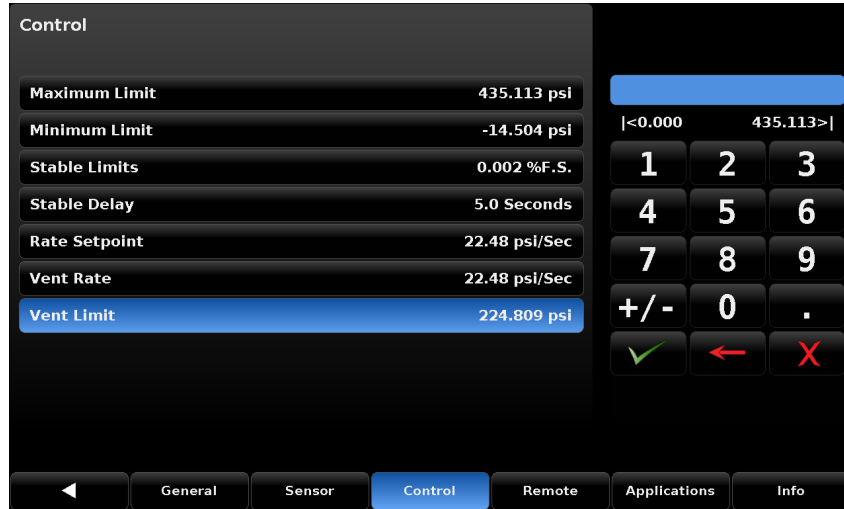 Control
Maximum Limit 435.113 psi
Minimum Limit -14.504 psi
Stable Limits 0.002 %F.S.
Stable Delay 5.0 Seconds
Rate Setpoint 22.48 psi/Sec
Vent Rate 22.48 psi/Sec
Vent Limit 224.809 psi
|<0.000 435.113>|
1 2 3
4 5 6
7 8 9
+/- 0 .
X
General Sensor Control Remote Applications Info